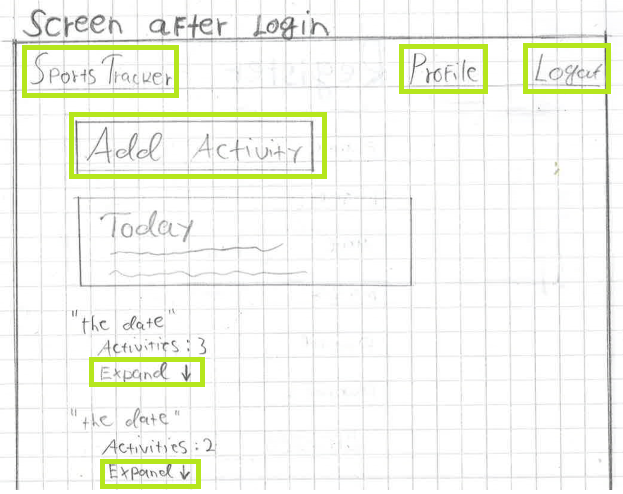 Screen after Login
Sports Tracker Profile Logout
Add Activity
Today
"the date"
Activities: 3
Expand ↓
"the date"
Activities: 2
Expand ↓